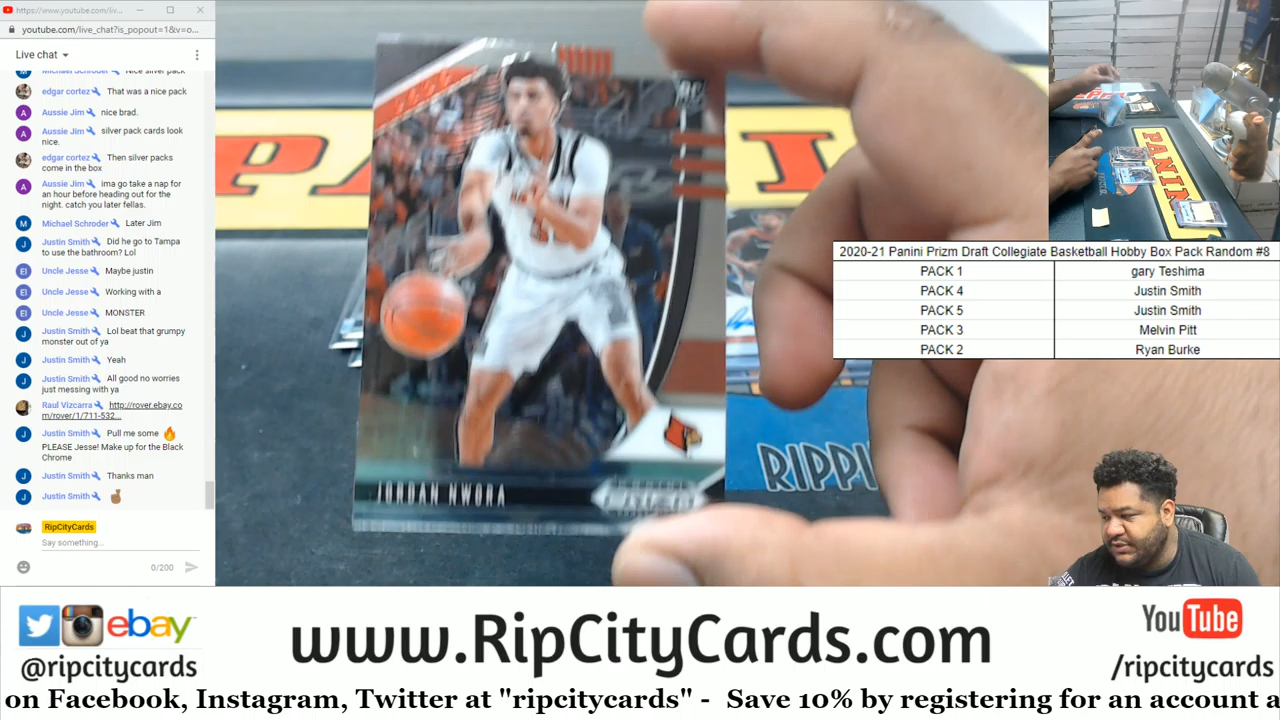 https://www.youtube.com/liv...
youtube.com/live_chat?is_popout=1&v=o...
Live chat
Michael Schroder Nice silver pack
edgar cortez That was a nice pack
Aussie Jim nice brad.
Aussie Jim silver pack cards look
nice.
edgar cortez Then silver packs
come in the box
Aussie Jim ima go take a nap for
an hour before heading out for the
night. catch you later fellas.
Michael Schroder Later Jim
Justin Smith Did he go to Tampa
to use the bathroom? Lol
Uncle Jesse Maybe justin
Uncle Jesse Working with a
Uncle Jesse MONSTER
Justin Smith Lol beat that grumpy
monster out of ya
Justin Smith Yeah
Justin Smith All good no worries
just messing with ya
Raul Vizcarra http://rover.ebay.co
m/rover/1/711-532...
Justin Smith Pull me some 🔥
PLEASE Jesse! Make up for the Black
Chrome
Justin Smith Thanks man
Justin Smith
RipCityCards
Say something...
0/200
PANINI
RC
JORDAN NWORA
PRIZM
RIPPI
PANINI
2020-21 Panini Prizm Draft Collegiate Basketball Hobby Box Pack Random #8
PACK 1 gary Teshima
PACK 4 Justin Smith
PACK 5 Justin Smith
PACK 3 Melvin Pitt
PACK 2 Ryan Burke
ebay
@ripcitycards
www.RipCityCards.com
YouTube
/ripcitycards
on Facebook, Instagram, Twitter at "ripcitycards" - Save 10% by registering for an account a